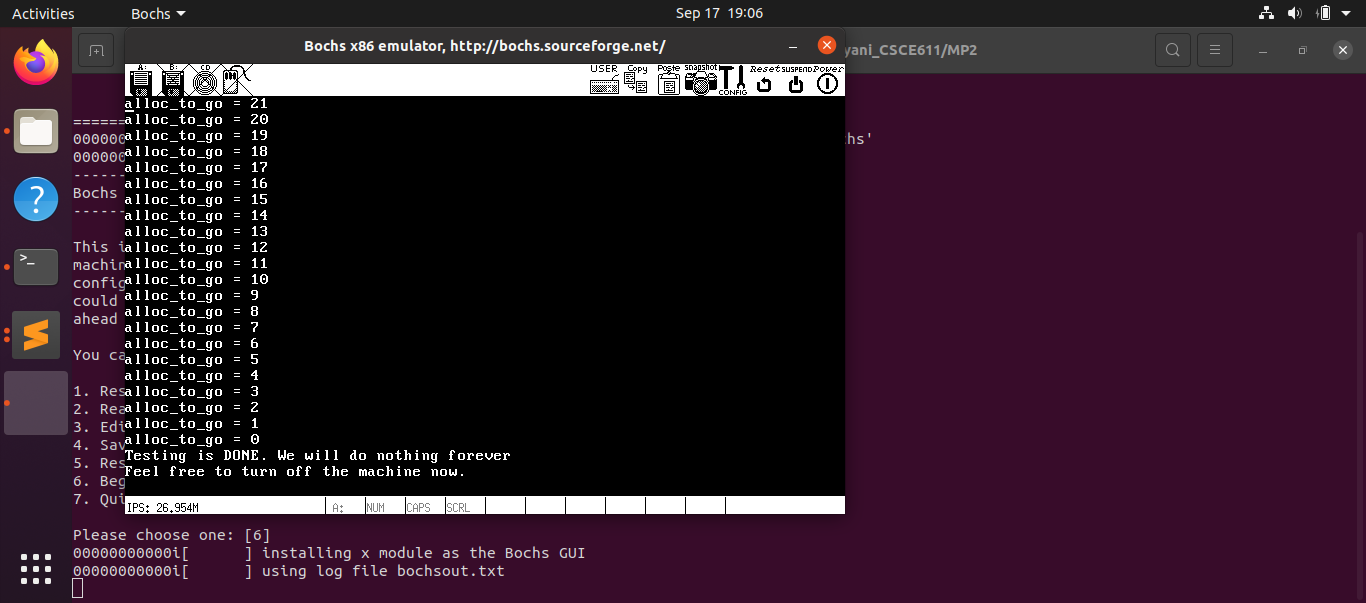 Activities
Bochs
Sep 17 19:06
Bochs x86 emulator, http://bochs.sourceforge.net/
yani_CSCE611/MP2
A:
B:
CD
USER
Copy
Paste
snapshot
CONFIG
Reset
SUSPEND
Power
alloc_to_go = 21
alloc_to_go = 20
alloc_to_go = 19
alloc_to_go = 18
alloc_to_go = 17
alloc_to_go = 16
alloc_to_go = 15
alloc_to_go = 14
alloc_to_go = 13
alloc_to_go = 12
alloc_to_go = 11
alloc_to_go = 10
alloc_to_go = 9
alloc_to_go = 8
alloc_to_go = 7
alloc_to_go = 6
alloc_to_go = 5
alloc_to_go = 4
alloc_to_go = 3
alloc_to_go = 2
alloc_to_go = 1
alloc_to_go = 0
Testing is DONE. We will do nothing forever
Feel free to turn off the machine now.
IPS: 26.954M
A:
NUM
CAPS
SCRL
======
000000
hs'
000000
------
Bochs
------
This i
machin
config
could
ahead
You ca
1. Res
2. Rea
3. Edi
4. Sav
5. Res
6. Beg
7. Qui
Please choose one: [6]
00000000000i[      ] installing x module as the Bochs GUI
00000000000i[      ] using log file bochsout.txt